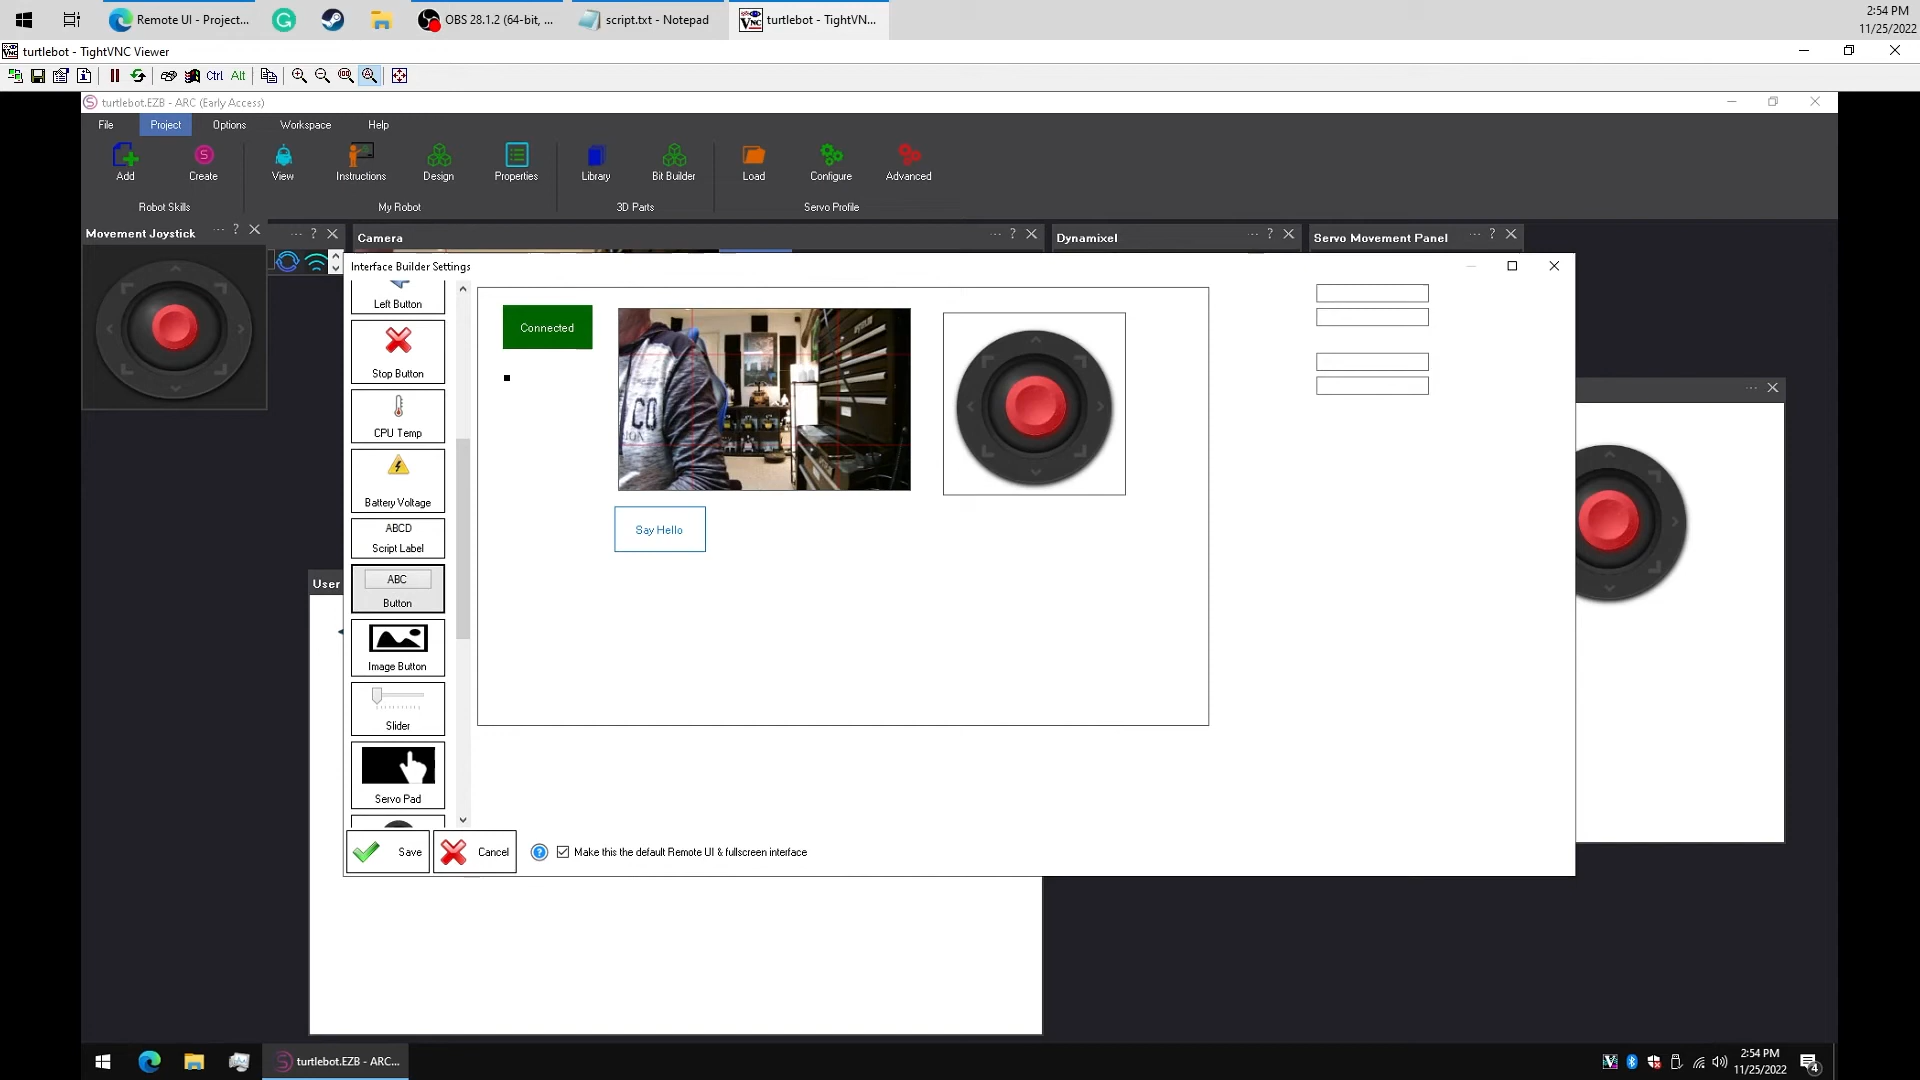 Remote UI - Project...
OBS 28.1.2 (64-bit, ...
script.txt - Notepad
turtlebot - TightVN...
2:54 PM
11/25/2022
turtlebot - TightVNC Viewer
Ctrl Alt
turtlebot.EZB - ARC (Early Access)
File Project Options Workspace Help
Add Create View Instructions Design Properties Library Bit Builder Load Configure Advanced
Robot Skills My Robot 3D Parts Servo Profile
Movement Joystick ... ?
... ?
Camera ... ?
Dynamixel ... ?
Servo Movement Panel ... ?
Interface Builder Settings
Left Button
Stop Button
CPU Temp
Battery Voltage
ABCD
Script Label
ABC
Button
Image Button
Slider
Servo Pad
Connected
CO
Say Hello
User
...
Save Cancel ? Make this the default Remote UI & fullscreen interface
turtlebot.EZB - ARC...
2:54 PM
11/25/2022
4